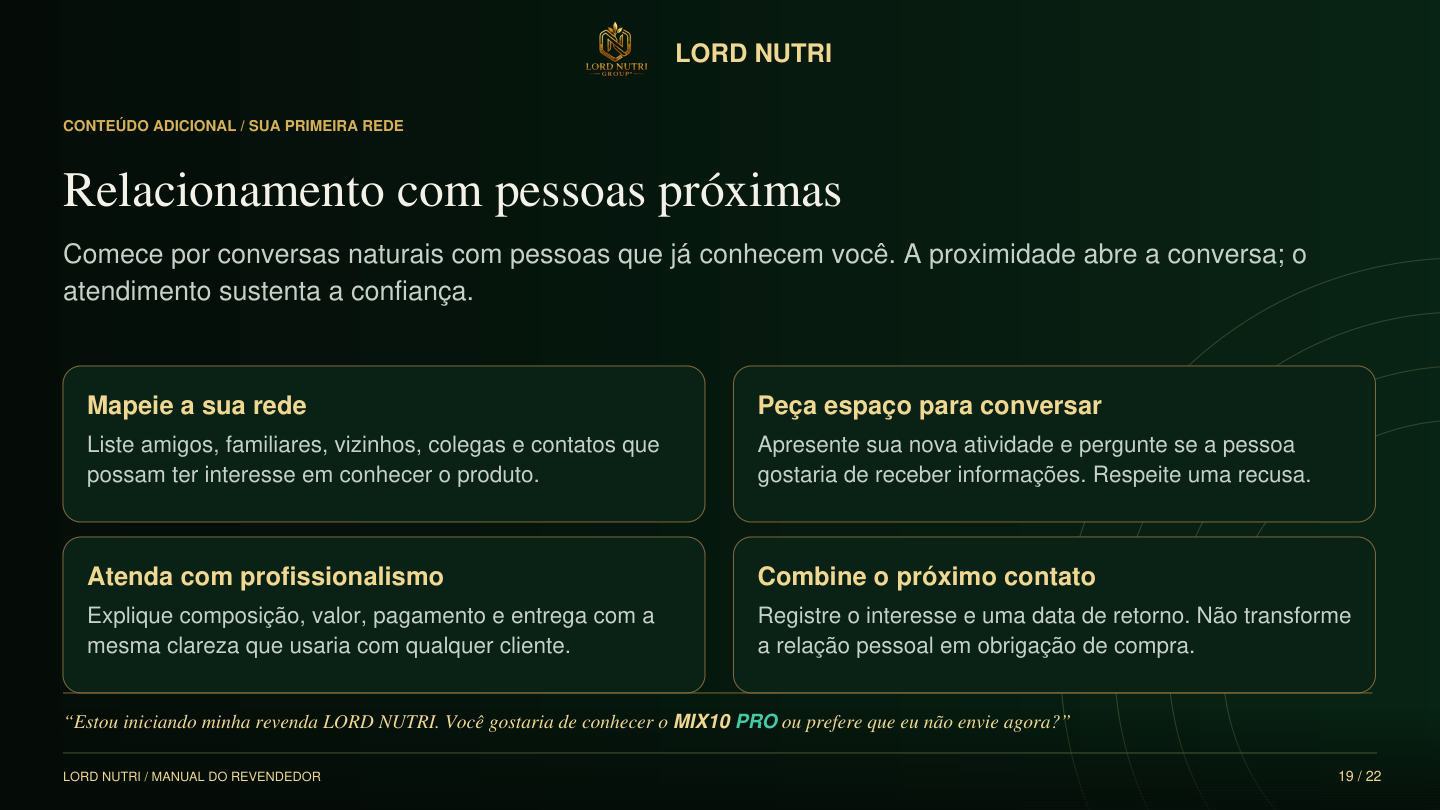 LORD NUTRI
GROUP®
LORD NUTRI
CONTEÚDO ADICIONAL / SUA PRIMEIRA REDE
Relacionamento com pessoas próximas
Comece por conversas naturais com pessoas que já conhecem você. A proximidade abre a conversa; o
atendimento sustenta a confiança.
Mapeie a sua rede
Liste amigos, familiares, vizinhos, colegas e contatos que
possam ter interesse em conhecer o produto.
Peça espaço para conversar
Apresente sua nova atividade e pergunte se a pessoa
gostaria de receber informações. Respeite uma recusa.
Atenda com profissionalismo
Explique composição, valor, pagamento e entrega com a
mesma clareza que usaria com qualquer cliente.
Combine o próximo contato
Registre o interesse e uma data de retorno. Não transforme
a relação pessoal em obrigação de compra.
“Estou iniciando minha revenda LORD NUTRI. Você gostaria de conhecer o MIX10 PRO ou prefere que eu não envie agora?”
LORD NUTRI / MANUAL DO REVENDEDOR
19 / 22